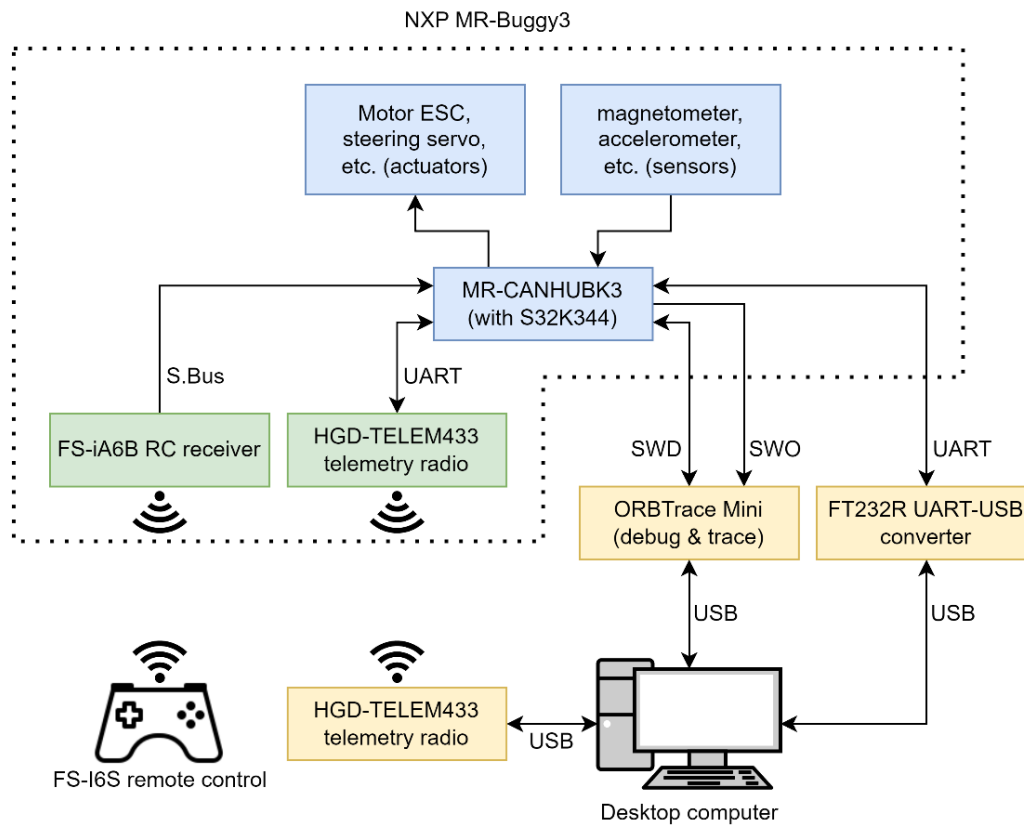 NXP MR-Buggy3
Motor ESC,
steering servo,
etc. (actuators)
magnetometer,
accelerometer,
etc. (sensors)
MR-CANHUBK3
(with S32K344)
S.Bus
UART
FS-iA6B RC receiver
HGD-TELEM433
telemetry radio
SWD
SWO
UART
ORBTrace Mini
(debug & trace)
FT232R UART-USB
converter
USB
USB
HGD-TELEM433
telemetry radio
USB
FS-I6S remote control
Desktop computer